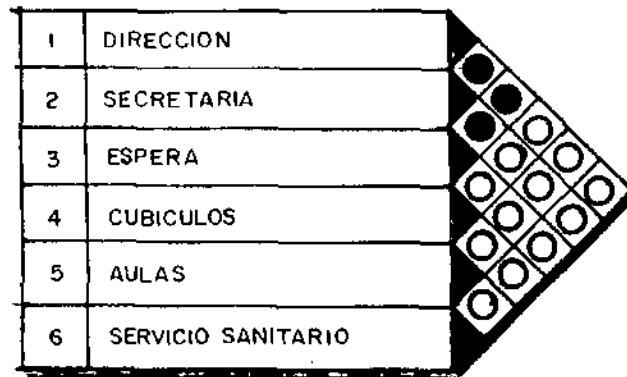 1 DIRECCION
2 SECRETARIA
3 ESPERA
4 CUBICULOS
5 AULAS
6 SERVICIO SANITARIO